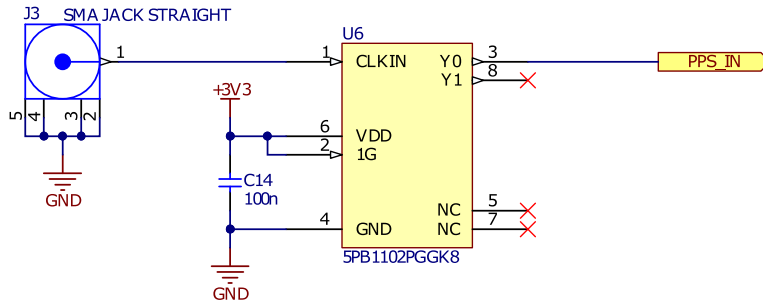 J3
SMA JACK STRAIGHT
1
5
4
3
2
GND
U6
1
CLKIN
Y0
3
PPS_IN
Y1
8
+3V3
6
VDD
2
1G
C14
100n
NC
5
4
GND
NC
7
5PB1102PGGK8
GND